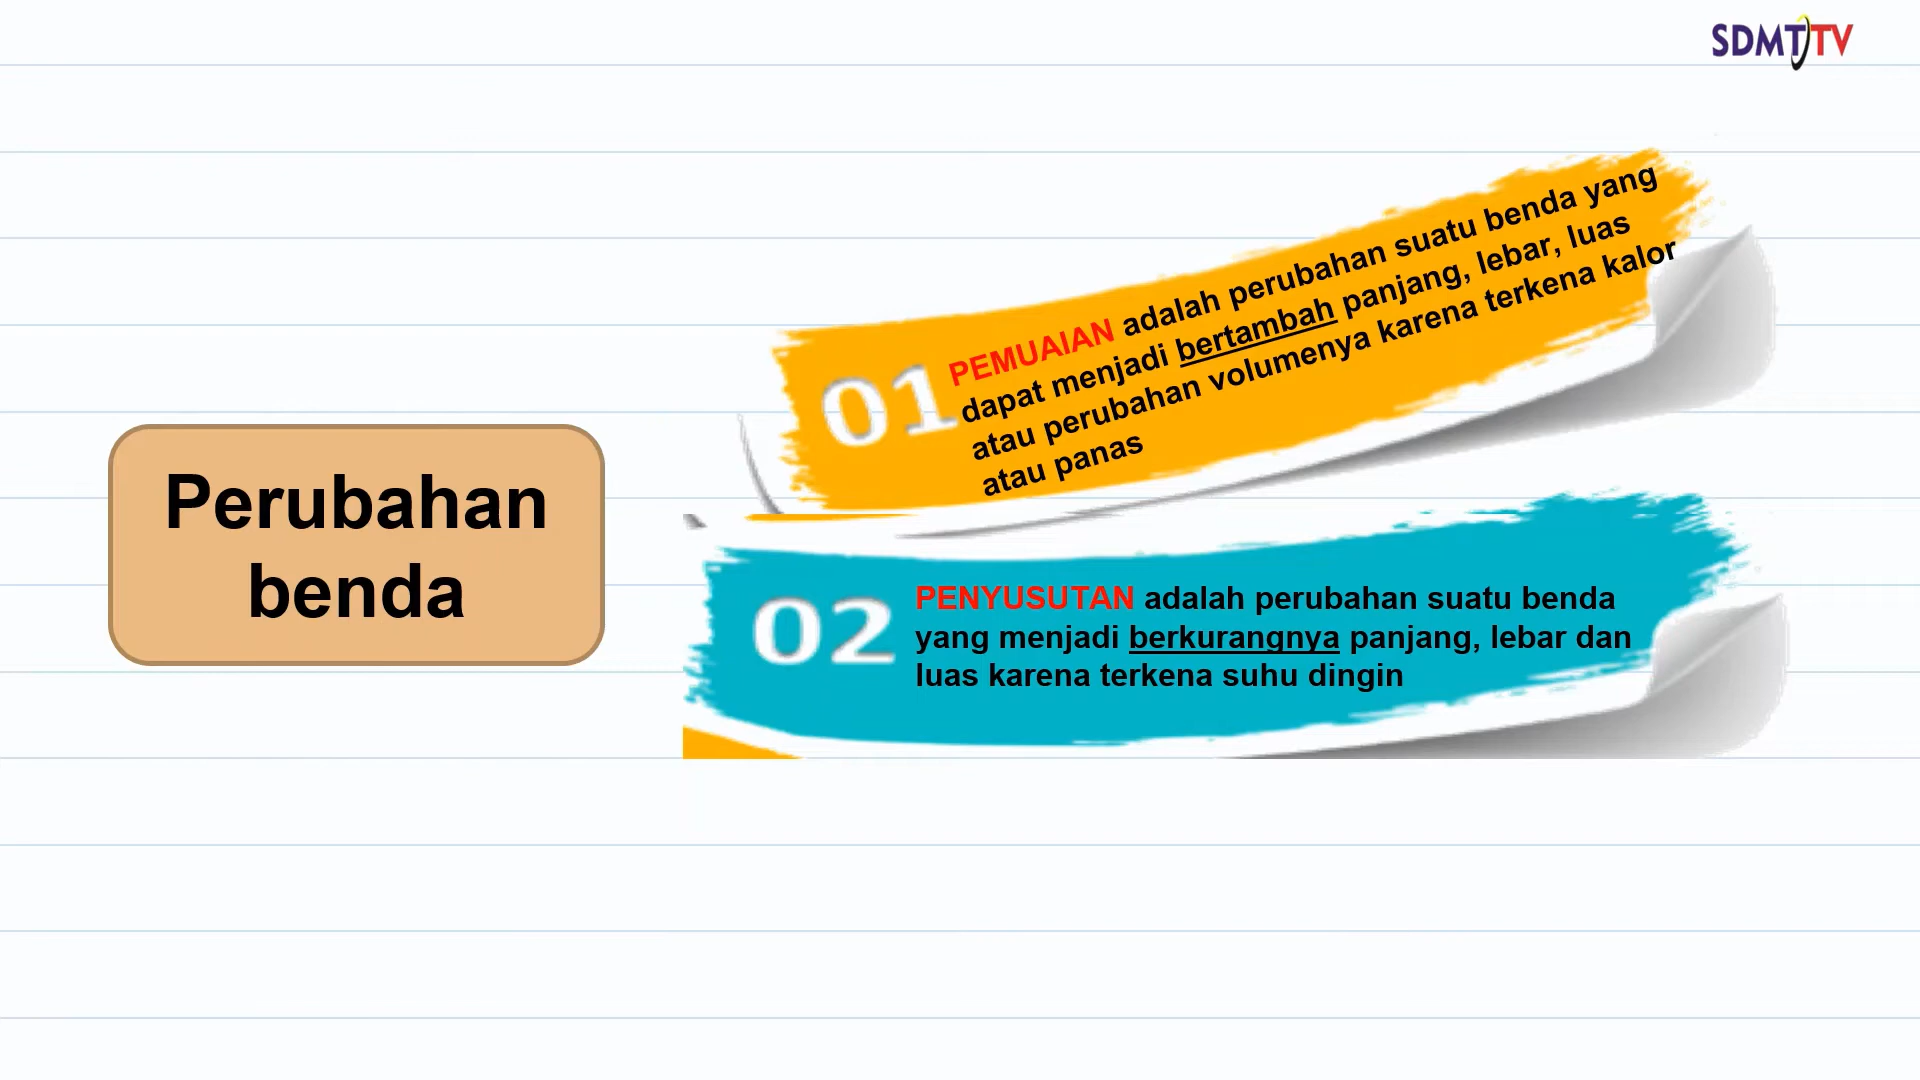 SDMT TV
Perubahan
benda
01
PEMUAIAN adalah perubahan suatu benda yang
dapat menjadi bertambah panjang, lebar, luas
atau perubahan volumenya karena terkena kalor
atau panas
02
PENYUSUTAN adalah perubahan suatu benda
yang menjadi berkurangnya panjang, lebar dan
luas karena terkena suhu dingin